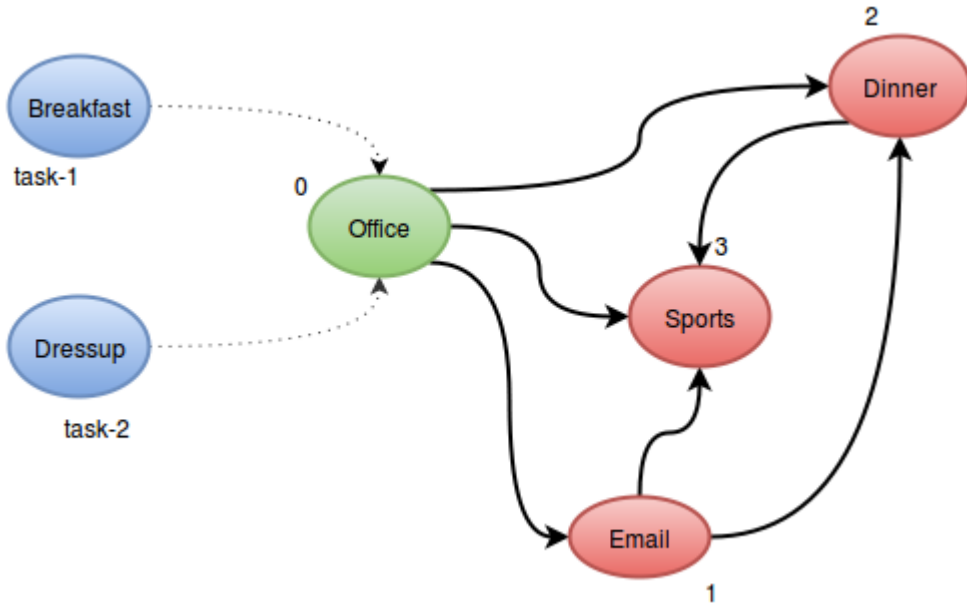 2
Dinner
Breakfast
task-1
0
Office
3
Sports
Dressup
task-2
Email
1